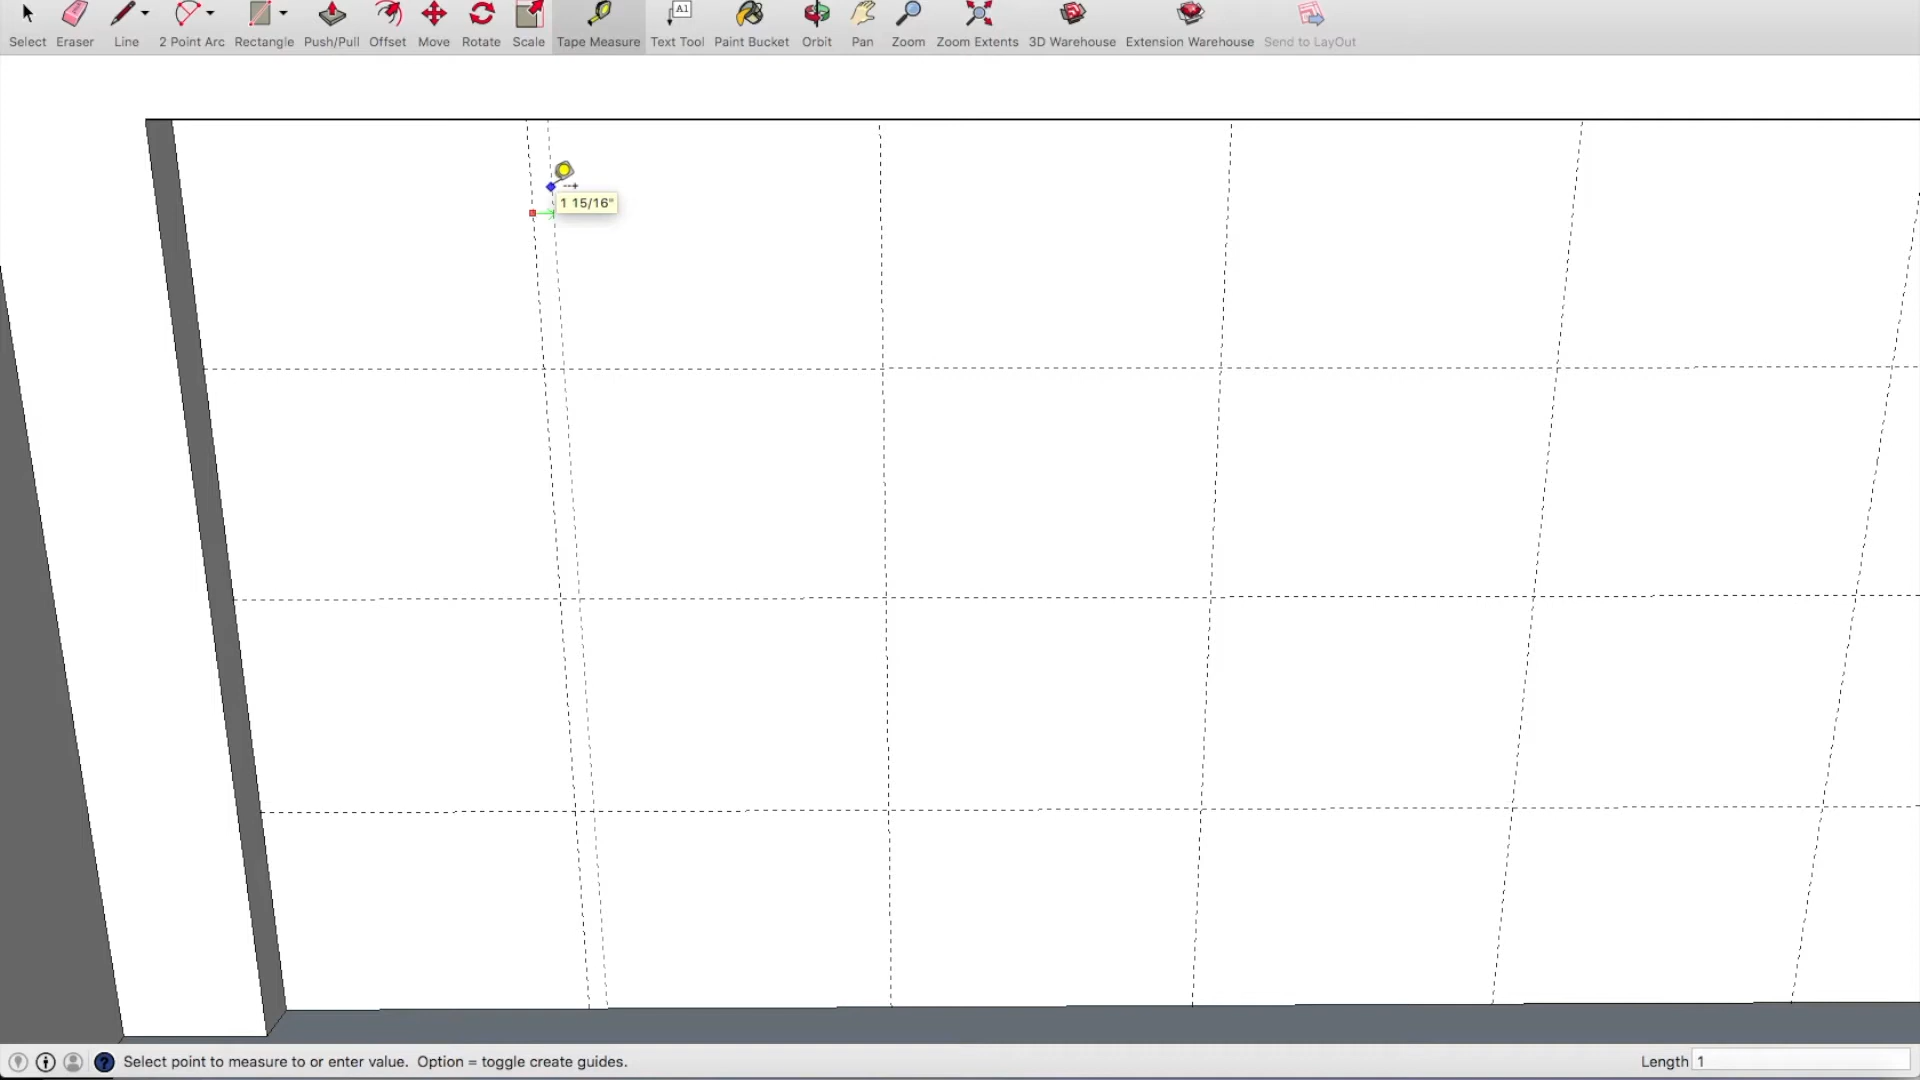 A1
Select Eraser Line 2 Point Arc Rectangle Push/Pull Offset Move Rotate Scale Tape Measure Text Tool Paint Bucket Orbit Pan Zoom Zoom Extents 3D Warehouse Extension Warehouse Send to LayOut
1 15/16"
Select point to measure to or enter value. Option = toggle create guides. Length 1